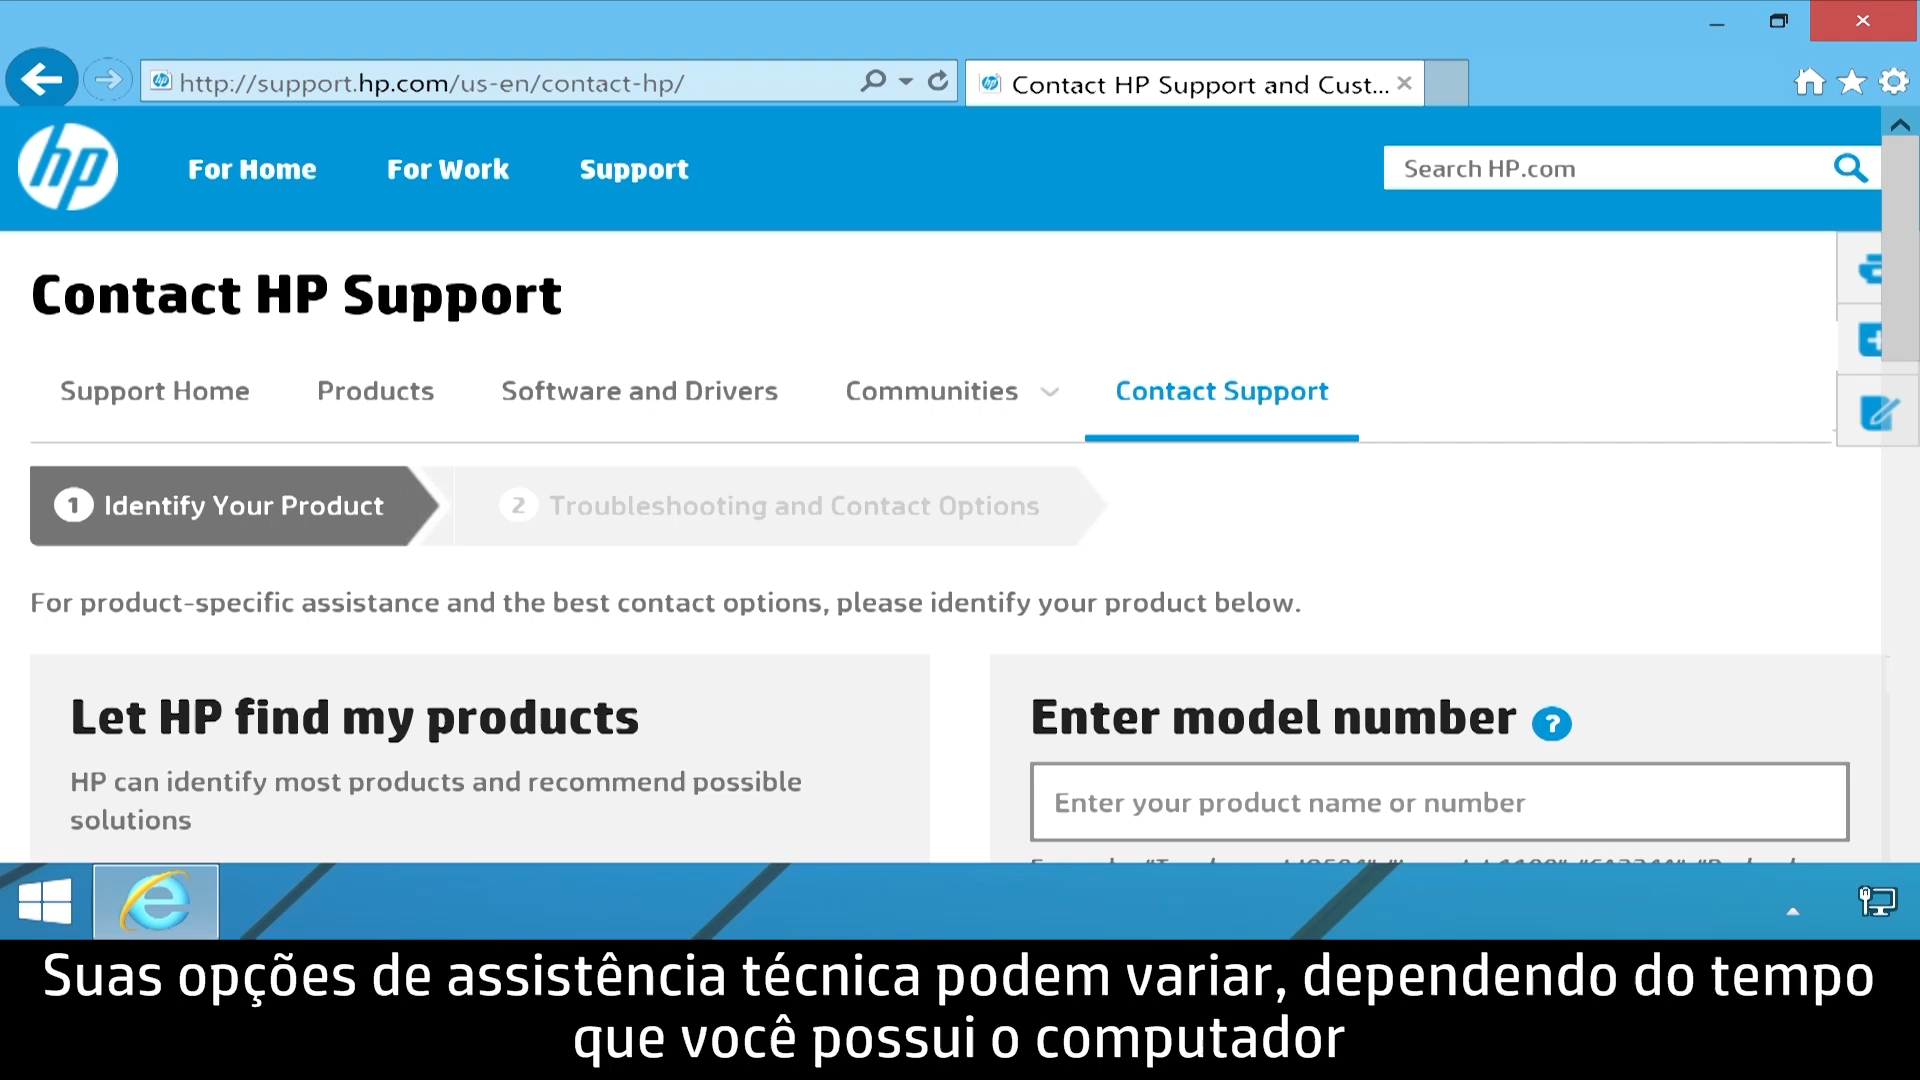 http://support.hp.com/us-en/contact-hp/
Contact HP Support and Cust...
hp
For Home
For Work
Support
Search HP.com
Contact HP Support
Support Home
Products
Software and Drivers
Communities
Contact Support
1 Identify Your Product
2 Troubleshooting and Contact Options
For product-specific assistance and the best contact options, please identify your product below.
Let HP find my products
HP can identify most products and recommend possible
solutions
Enter model number ?
Enter your product name or number
Suas opções de assistência técnica podem variar, dependendo do tempo
que você possui o computador